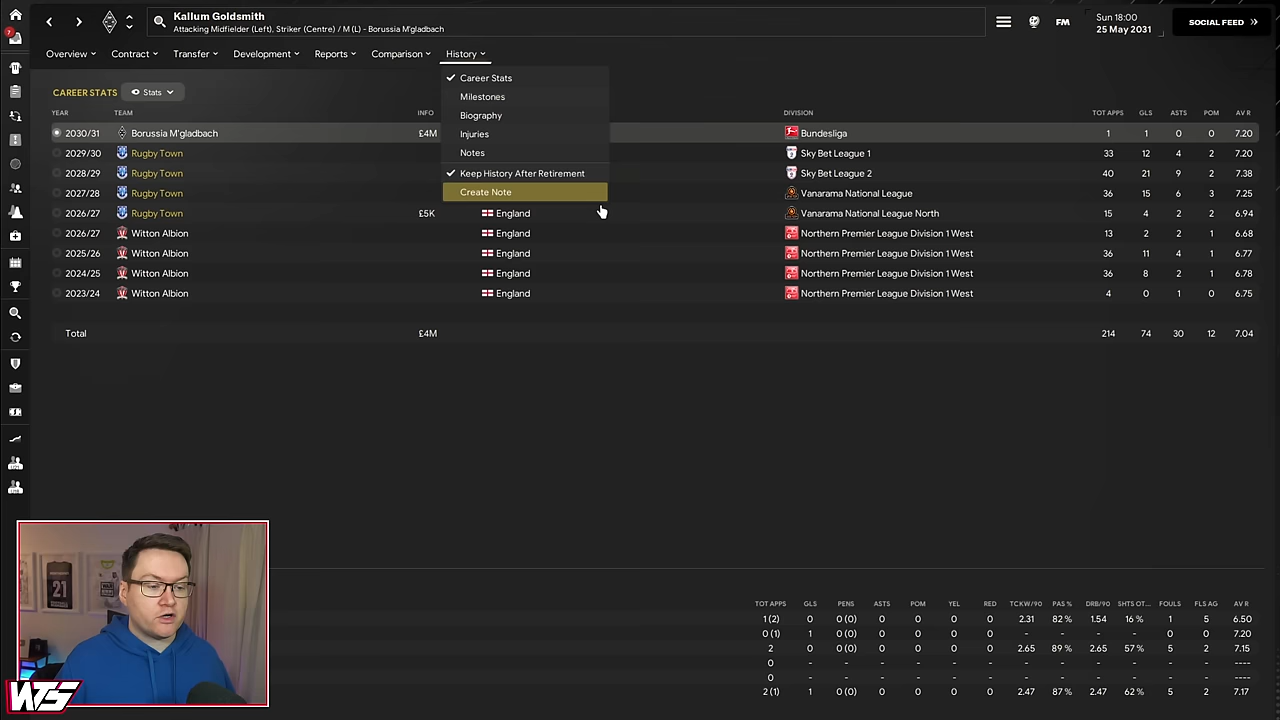 Kallum Goldsmith
Attacking Midfielder (Left), Striker (Centre) / M (L) - Borussia M'gladbach
FM
Sun 18:00
25 May 2031
SOCIAL FEED
7
Overview Contract Transfer Development Reports Comparison History
Career Stats
Milestones
Biography
Injuries
Notes
Keep History After Retirement
Create Note
CAREER STATS Stats
YEAR TEAM INFO DIVISION TOT APPS GLS ASTS POM AV R
2030/31 Borussia M'gladbach £4M Bundesliga 1 1 0 0 7.20
2029/30 Rugby Town Sky Bet League 1 33 12 4 2 7.20
2028/29 Rugby Town Sky Bet League 2 40 21 9 2 7.38
2027/28 Rugby Town Vanarama National League 36 15 6 3 7.25
2026/27 Rugby Town £5K England Vanarama National League North 15 4 2 2 6.94
2026/27 Witton Albion England Northern Premier League Division 1 West 13 2 2 1 6.68
2025/26 Witton Albion England Northern Premier League Division 1 West 36 11 4 1 6.77
2024/25 Witton Albion England Northern Premier League Division 1 West 36 8 2 1 6.78
2023/24 Witton Albion England Northern Premier League Division 1 West 4 0 1 0 6.75
Total £4M 214 74 30 12 7.04
TOT APPS GLS PENS ASTS POM YEL RED TCKW/90 PAS % DRB/90 SHTS OT... FOULS FLS AG AV R
1 (2) 0 0 (0) 0 0 0 0 2.31 82 % 1.54 16 % 1 5 6.50
0 (1) 1 0 (0) 0 0 0 0 - - - - 0 0 7.20
2 0 0 (0) 0 0 0 0 2.65 89 % 2.65 57 % 5 2 7.15
0 - - - - - - - - - - - - ----
0 - - - - - - - - - - - - ----
2 (1) 1 0 (0) 0 0 0 0 2.47 87 % 2.47 62 % 5 2 7.17
21
WTS